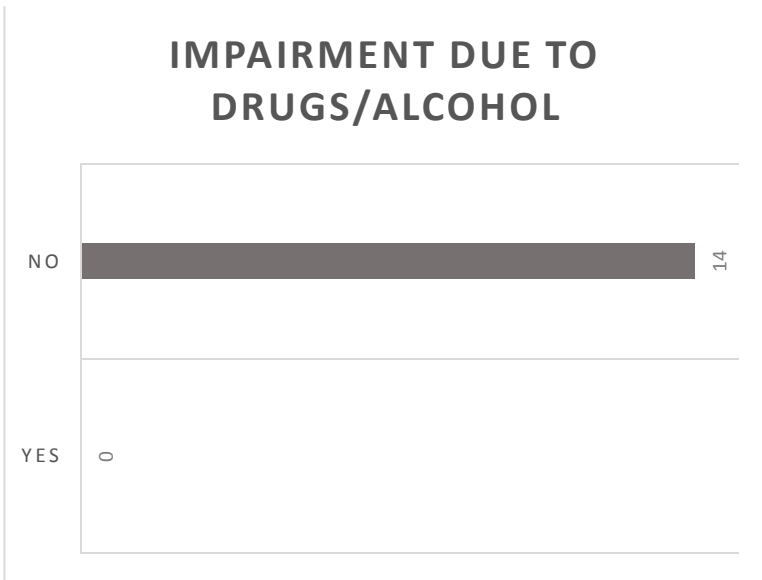 IMPAIRMENT DUE TO
DRUGS/ALCOHOL
NO
14
YES
0